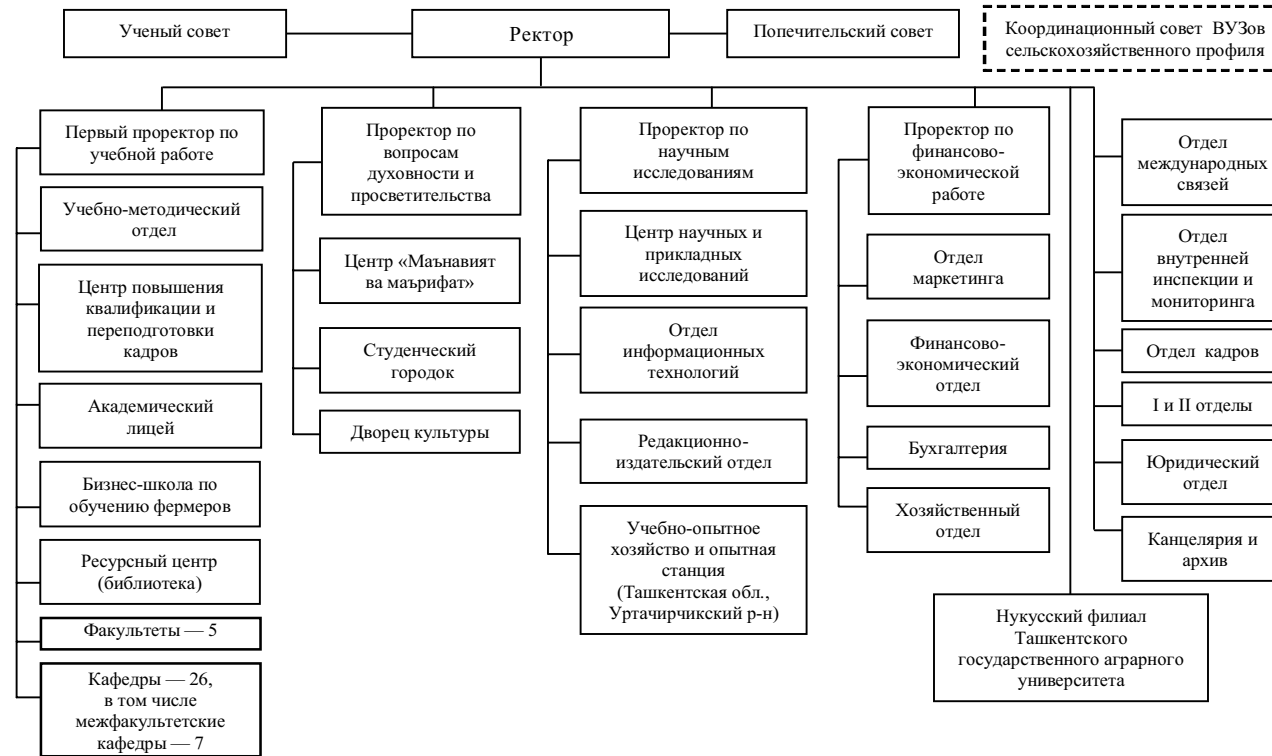 Ученый совет
Ректор
Попечительский совет
Координационный совет ВУЗов
сельскохозяйственного профиля
Первый проректор по
учебной работе
Учебно-методический
отдел
Центр повышения
квалификации и
переподготовки
кадров
Академический
лицей
Бизнес-школа по
обучению фермеров
Ресурсный центр
(библиотека)
Факультеты — 5
Кафедры — 26,
в том числе
межфакультетские
кафедры — 7
Проректор по
вопросам
духовности и
просветительства
Центр «Маънавият
ва маърифат»
Студенческий
городок
Дворец культуры
Проректор по
научным
исследованиям
Центр научных и
прикладных
исследований
Отдел
информационных
технологий
Редакционно-
издательский отдел
Учебно-опытное
хозяйство и опытная
станция
(Ташкентская обл.,
Уртачирчикский р-н)
Проректор по
финансово-
экономической
работе
Отдел
маркетинга
Финансово-
экономический
отдел
Бухгалтерия
Хозяйственный
отдел
Отдел
международных
связей
Отдел
внутренней
инспекции и
мониторинга
Отдел кадров
I и II отделы
Юридический
отдел
Канцелярия и
архив
Нукусский филиал
Ташкентского
государственного аграрного
университета